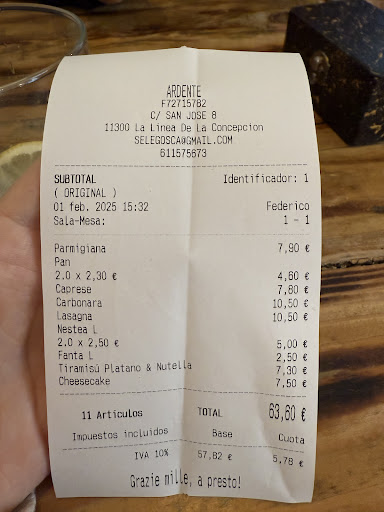 ARDENTE
F72715782
C/ SAN JOSE 8
11300 La Linea De La Concepcion
SELEGOSCA@GMAIL.COM
611575673
SUBTOTAL Identificador: 1
( ORIGINAL )
01 feb. 2025 15:32 Federico
Sala-Mesa: 1 - 1
Parmigiana 7,90 €
Pan
2.0 x 2,30 € 4,60 €
Caprese 7,80 €
Carbonara 10,50 €
Lasagna 10,50 €
Nestea L
2.0 x 2,50 € 5,00 €
Fanta L 2,50 €
Tiramisú Platano & Nutella 7,30 €
Cheesecake 7,50 €
11 Artículos TOTAL 63,60 €
Impuestos incluidos Base Cuota
IVA 10% 57,82 € 5,78 €
Grazie mille, a presto!